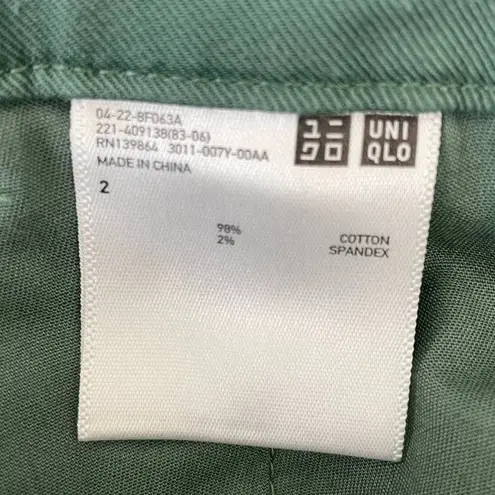 04-22-8F063A
221-409138(83-06)
RN139864 3011-007Y-00AA
MADE IN CHINA
ユニ
クロ
UNI
QLO
2
98% COTTON
2% SPANDEX